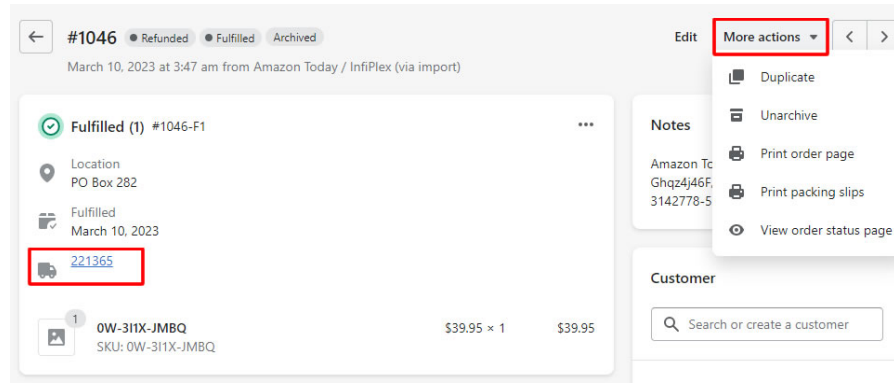 #1046 Refunded Fulfilled Archived Edit More actions
March 10, 2023 at 3:47 am from Amazon Today / InfiPlex (via import)
Fulfilled (1) #1046-F1
Location
PO Box 282
Fulfilled
March 10, 2023
221365
1
0W-3I1X-JMBQ $39.95 × 1 $39.95
SKU: 0W-3I1X-JMBQ
Duplicate
Unarchive
Print order page
Print packing slips
View order status page
Notes
Amazon
Ghqz4j46F,
3142778-5
Customer
Search or create a customer